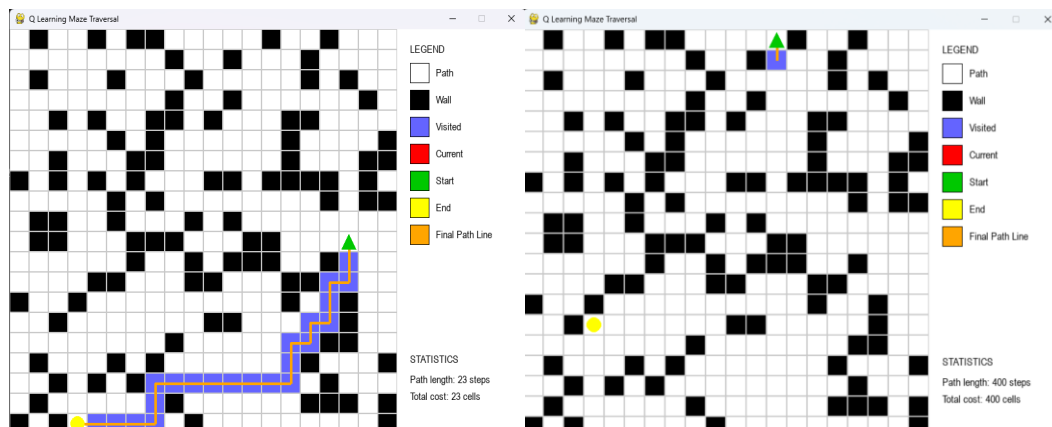 Q Learning Maze Traversal
LEGEND
Path
Wall
Visited
Current
Start
End
Final Path Line
STATISTICS
Path length: 23 steps
Total cost: 23 cells
Q Learning Maze Traversal
LEGEND
Path
Wall
Visited
Current
Start
End
Final Path Line
STATISTICS
Path length: 400 steps
Total cost: 400 cells